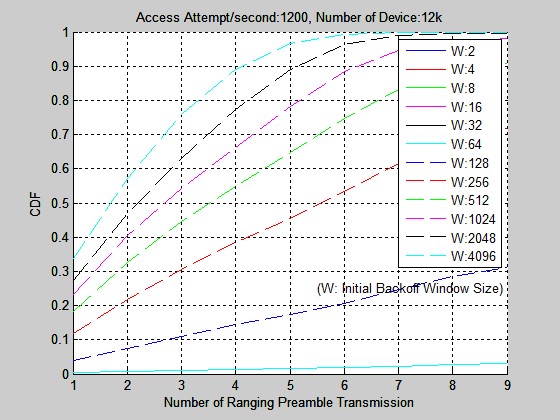 Access Attempt/second:1200, Number of Device:12k
1
0.9
0.8
0.7
0.6
0.5
0.4
0.3
0.2
0.1
0
CDF
W:2
W:4
W:8
W:16
W:32
W:64
W:128
W:256
W:512
W:1024
W:2048
W:4096
(W: Initial Backoff Window Size)
1 2 3 4 5 6 7 8 9
Number of Ranging Preamble Transmission